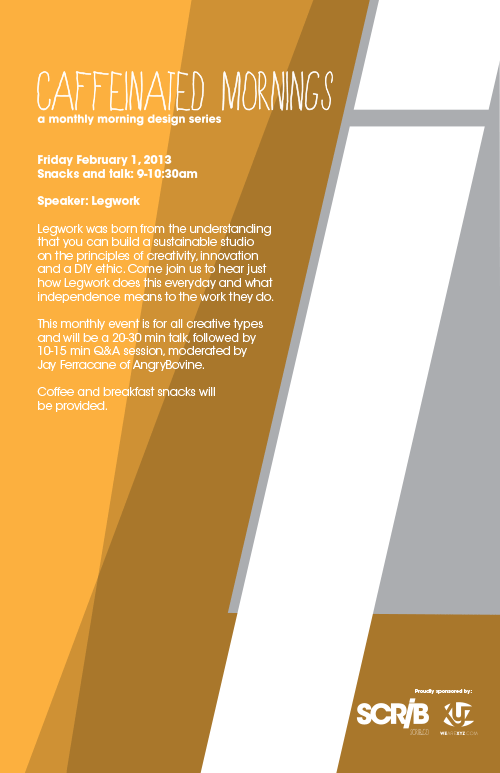 CAFFEINATED MORNINGS
a monthly morning design series
Friday February 1, 2013
Snacks and talk: 9-10:30am
Speaker: Legwork
Legwork was born from the understanding
that you can build a sustainable studio
on the principles of creativity, innovation
and a DIY ethic. Come join us to hear just
how Legwork does this everyday and what
independence means to the work they do.
This monthly event is for all creative types
and will be a 20-30 min talk, followed by
10-15 min Q&A session, moderated by
Jay Ferracane of AngryBovine.
Coffee and breakfast snacks will
be provided.
Proudly sponsored by:
SCRIB
WEAREXYZ.COM